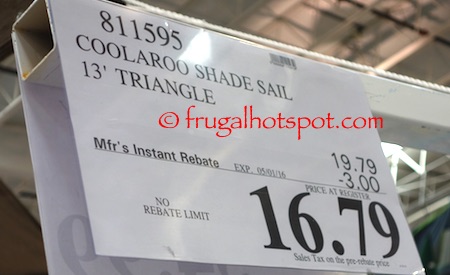 811595
COOLAROO SHADE SAIL
13' TRIANGLE
© frugalhotspot.com
Mfr's Instant Rebate EXP. 05/01/16 19.79
-3.00
PRICE AT REGISTER
NO
REBATE LIMIT
16.79
Sales Tax on the pre-rebate price